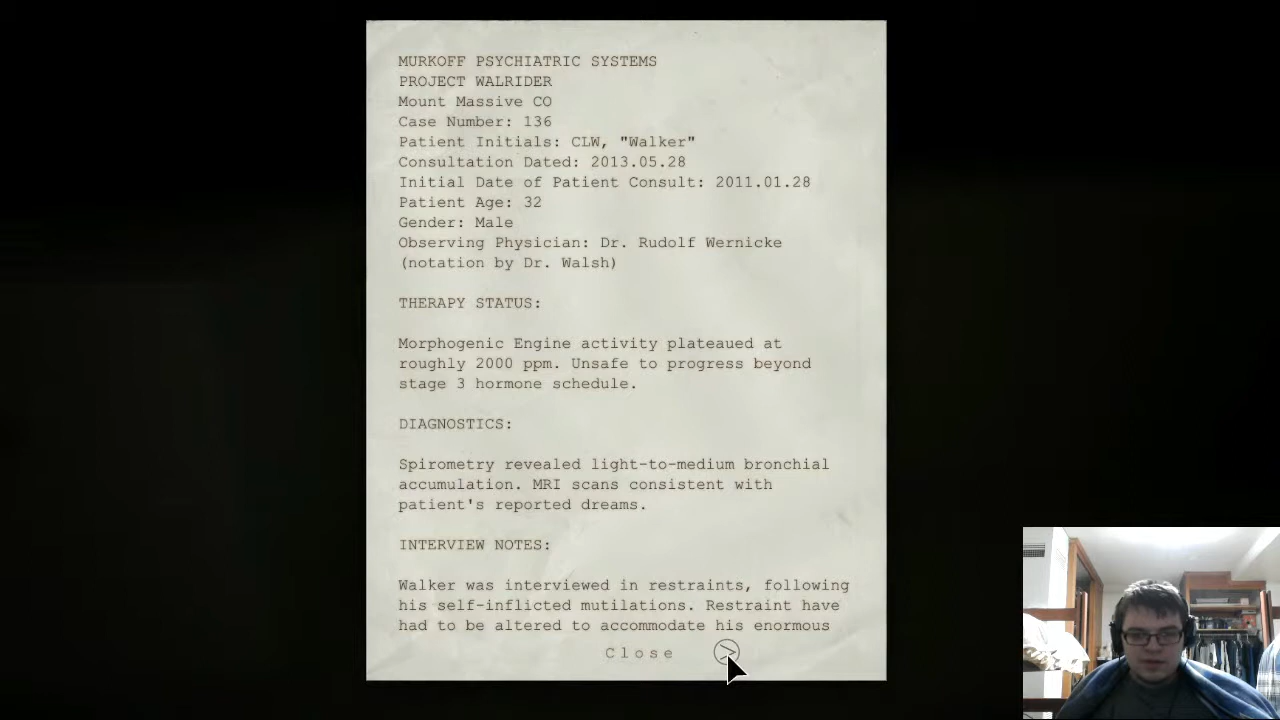 MURKOFF PSYCHIATRIC SYSTEMS
PROJECT WALRIDER
Mount Massive CO
Case Number: 136
Patient Initials: CLW, "Walker"
Consultation Dated: 2013.05.28
Initial Date of Patient Consult: 2011.01.28
Patient Age: 32
Gender: Male
Observing Physician: Dr. Rudolf Wernicke
(notation by Dr. Walsh)
THERAPY STATUS:
Morphogenic Engine activity plateaued at
roughly 2000 ppm. Unsafe to progress beyond
stage 3 hormone schedule.
DIAGNOSTICS:
Spirometry revealed light-to-medium bronchial
accumulation. MRI scans consistent with
patient's reported dreams.
INTERVIEW NOTES:
Walker was interviewed in restraints, following
his self-inflicted mutilations. Restraint have
had to be altered to accommodate his enormous
Close >